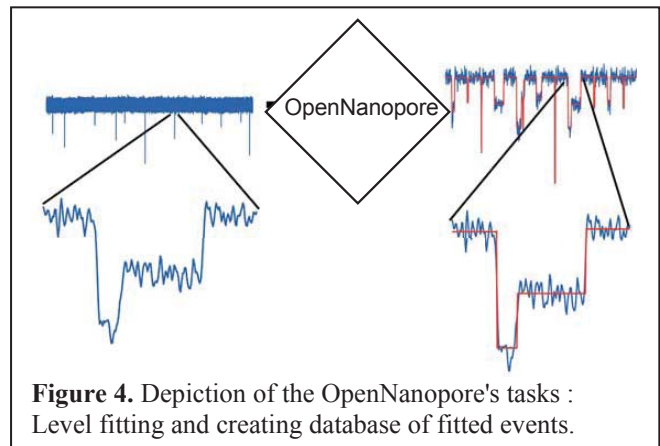 OpenNanopore
Figure 4. Depiction of the OpenNanopore's tasks :
Level fitting and creating database of fitted events.